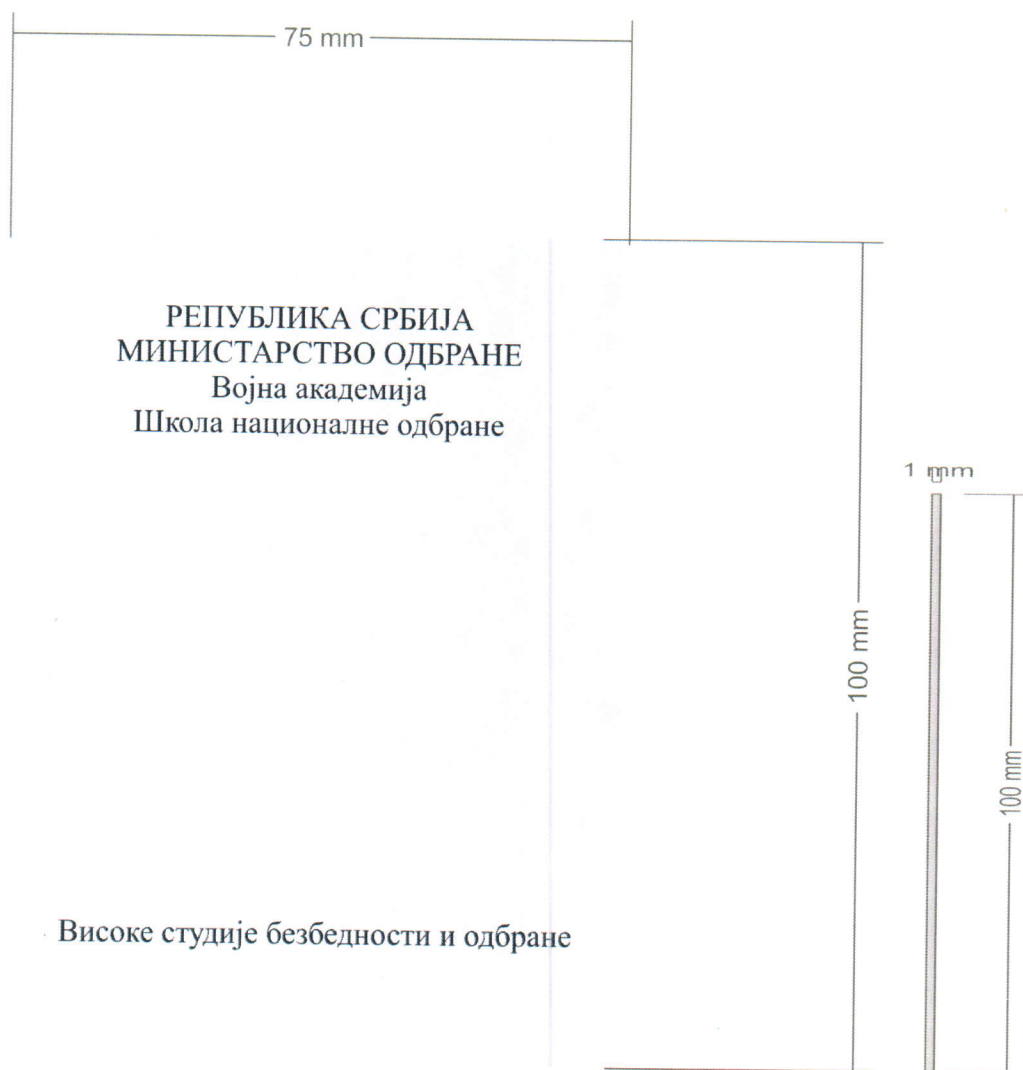 75 mm
РЕПУБЛИКА СРБИЈА
МИНИСТАРСТВО ОДБРАНЕ
Војна академија
Школа националне одбране
1 mm
100 mm
100 mm
Високе студије безбедности и одбране